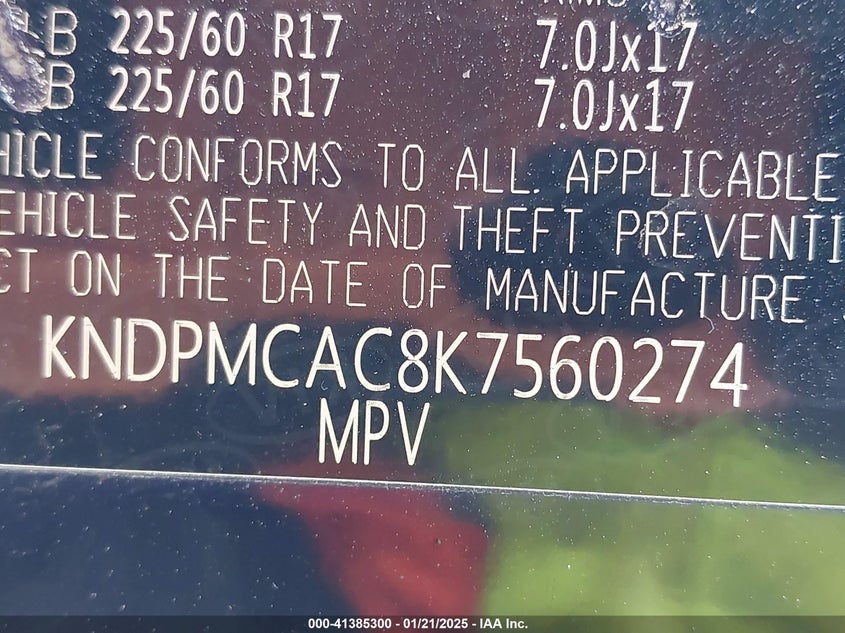 LB 225/60 R17 7.0Jx17
B 225/60 R17 7.0Jx17
HICLE CONFORMS TO ALL. APPLICABLE
EHICLE SAFETY AND THEFT PREVENTI
CT ON THE DATE OF MANUFACTURE
KNDPMCAC8K7560274
MPV
000-41385300 - 01/21/2025 - IAA Inc.